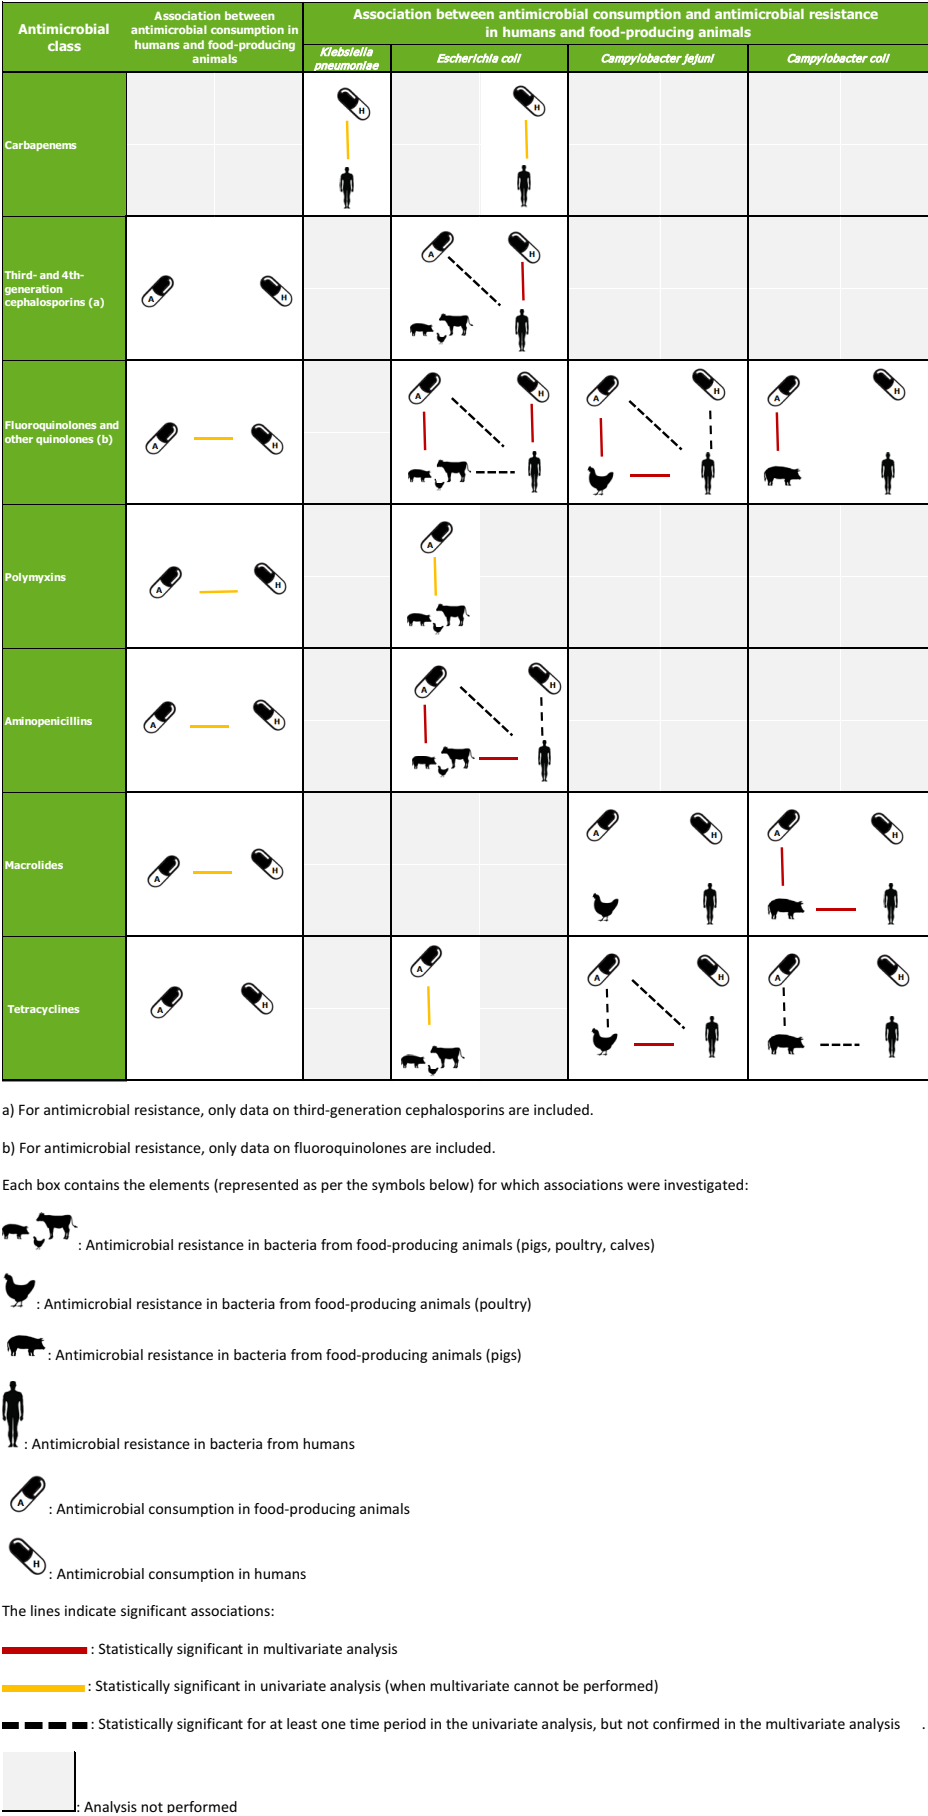 Antimicrobial
class
Association between
antimicrobial consumption in
humans and food-producing
animals
Association between antimicrobial consumption and antimicrobial resistance
in humans and food-producing animals
Klebsiella
pneumoniae
Escherichia coli
Campylobacter jejuni
Campylobacter coli
Carbapenems
H
H
Third- and 4th-
generation
cephalosporins (a)
A
H
A
H
Fluoroquinolones and
other quinolones (b)
A
H
A
H
A
H
A
H
Polymyxins
A
H
A
Aminopenicillins
A
H
A
H
Macrolides
A
H
A
H
A
H
Tetracyclines
A
H
A
A
H
A
H
a) For antimicrobial resistance, only data on third-generation cephalosporins are included.
b) For antimicrobial resistance, only data on fluoroquinolones are included.
Each box contains the elements (represented as per the symbols below) for which associations were investigated:
: Antimicrobial resistance in bacteria from food-producing animals (pigs, poultry, calves)
: Antimicrobial resistance in bacteria from food-producing animals (poultry)
: Antimicrobial resistance in bacteria from food-producing animals (pigs)
: Antimicrobial resistance in bacteria from humans
A : Antimicrobial consumption in food-producing animals
H : Antimicrobial consumption in humans
The lines indicate significant associations:
: Statistically significant in multivariate analysis
: Statistically significant in univariate analysis (when multivariate cannot be performed)
: Statistically significant for at least one time period in the univariate analysis, but not confirmed in the multivariate analysis .
: Analysis not performed